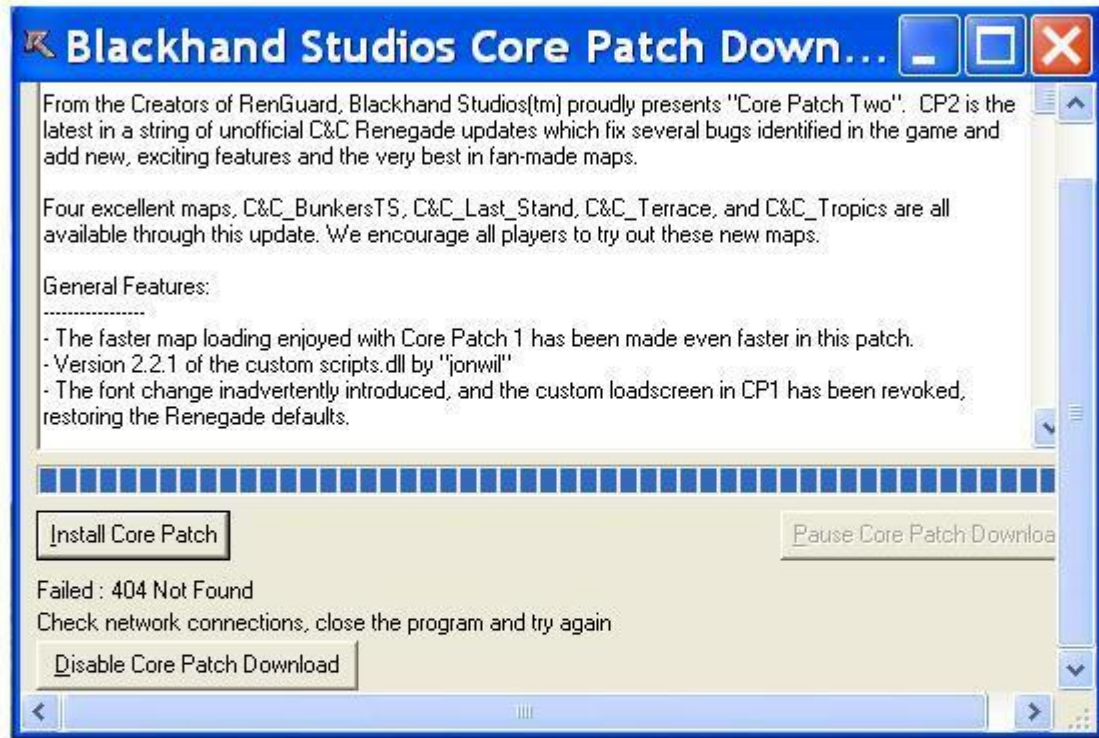 Blackhand Studios Core Patch Down...
From the Creators of RenGuard, Blackhand Studios(tm) proudly presents "Core Patch Two".  CP2 is the
latest in a string of unofficial C&C Renegade updates which fix several bugs identified in the game and
add new, exciting features and the very best in fan-made maps.
Four excellent maps, C&C_BunkersTS, C&C_Last_Stand, C&C_Terrace, and C&C_Tropics are all
available through this update. We encourage all players to try out these new maps.
General Features:
-----------------
- The faster map loading enjoyed with Core Patch 1 has been made even faster in this patch.
- Version 2.2.1 of the custom scripts.dll by "jonwil"
- The font change inadvertently introduced, and the custom loadscreen in CP1 has been revoked,
restoring the Renegade defaults.
Install Core Patch
Pause Core Patch Downloa
Failed : 404 Not Found
Check network connections, close the program and try again
Disable Core Patch Download